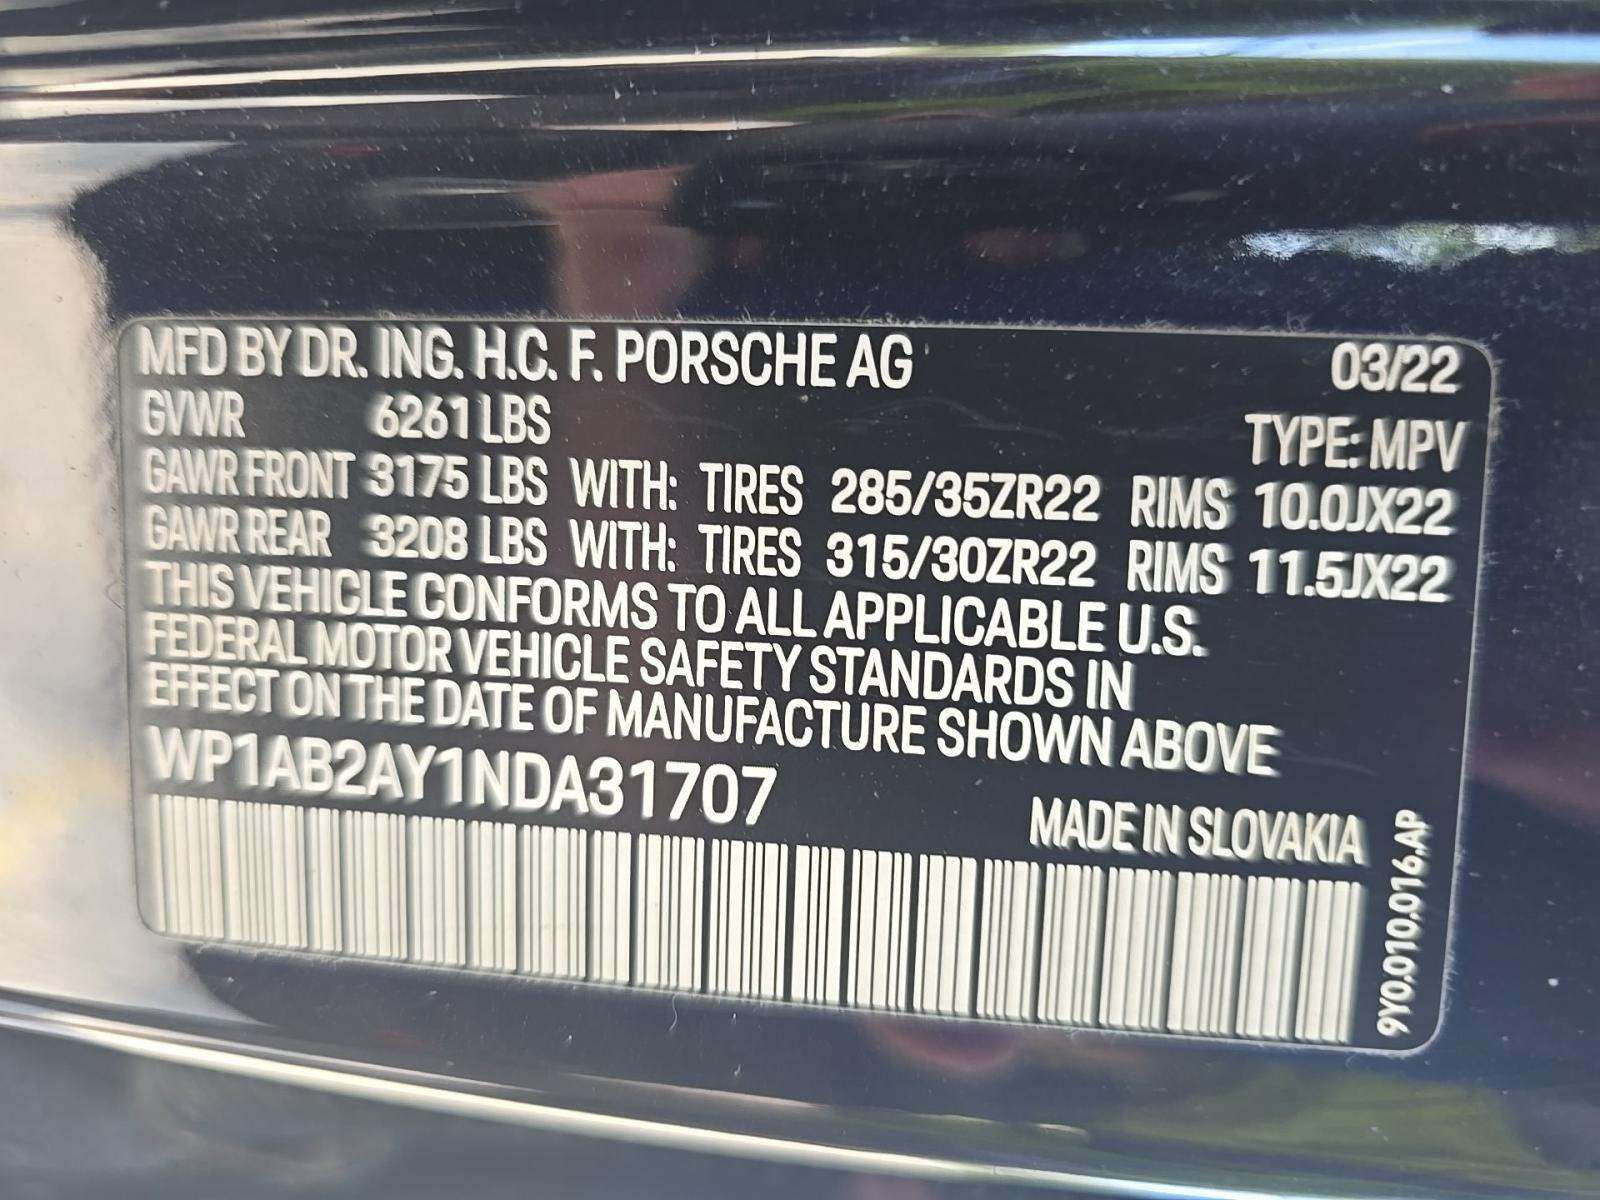 MFD BY DR. ING. H.C. F. PORSCHE AG 03/22
GVWR 6261 LBS TYPE: MPV
GAWR FRONT 3175 LBS WITH: TIRES 285/35ZR22 RIMS 10.0JX22
GAWR REAR 3208 LBS WITH: TIRES 315/30ZR22 RIMS 11.5JX22
THIS VEHICLE CONFORMS TO ALL APPLICABLE U.S.
FEDERAL MOTOR VEHICLE SAFETY STANDARDS IN
EFFECT ON THE DATE OF MANUFACTURE SHOWN ABOVE
WP1AB2AY1NDA31707
MADE IN SLOVAKIA
9Y0.010.016.AP